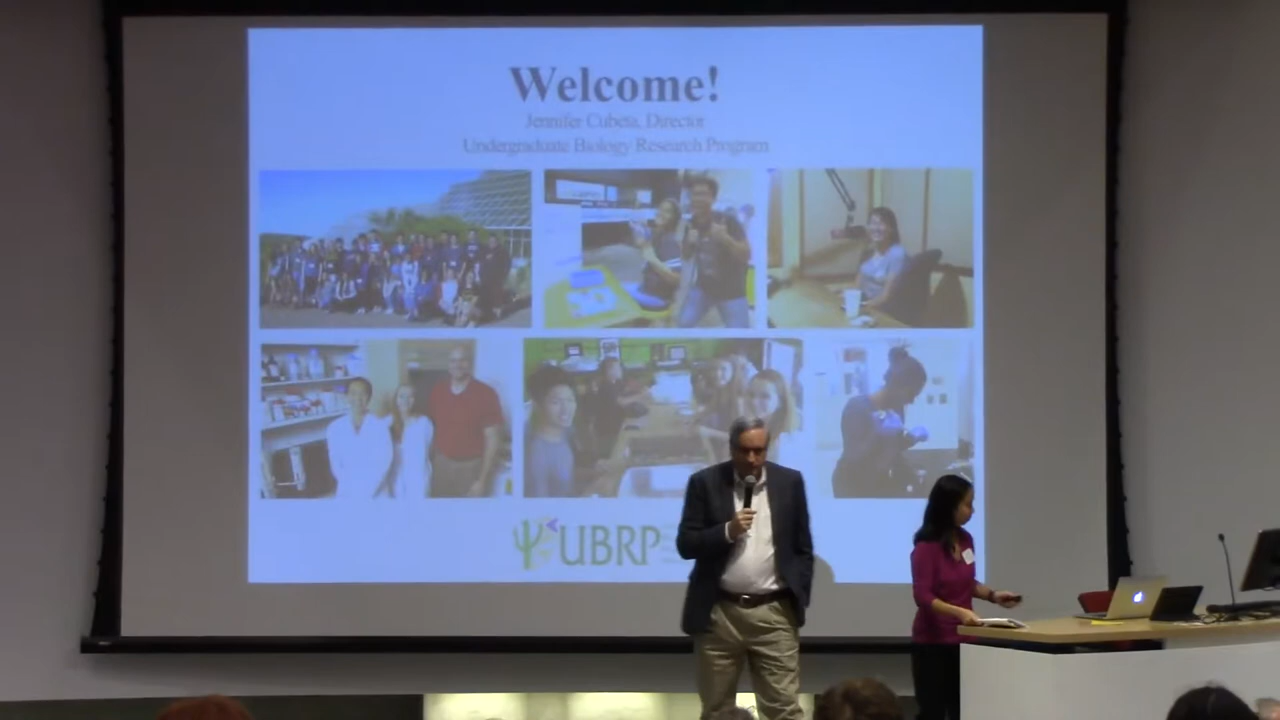 Welcome!
Jennifer Cubeta, Director
Undergraduate Biology Research Program
UBRP